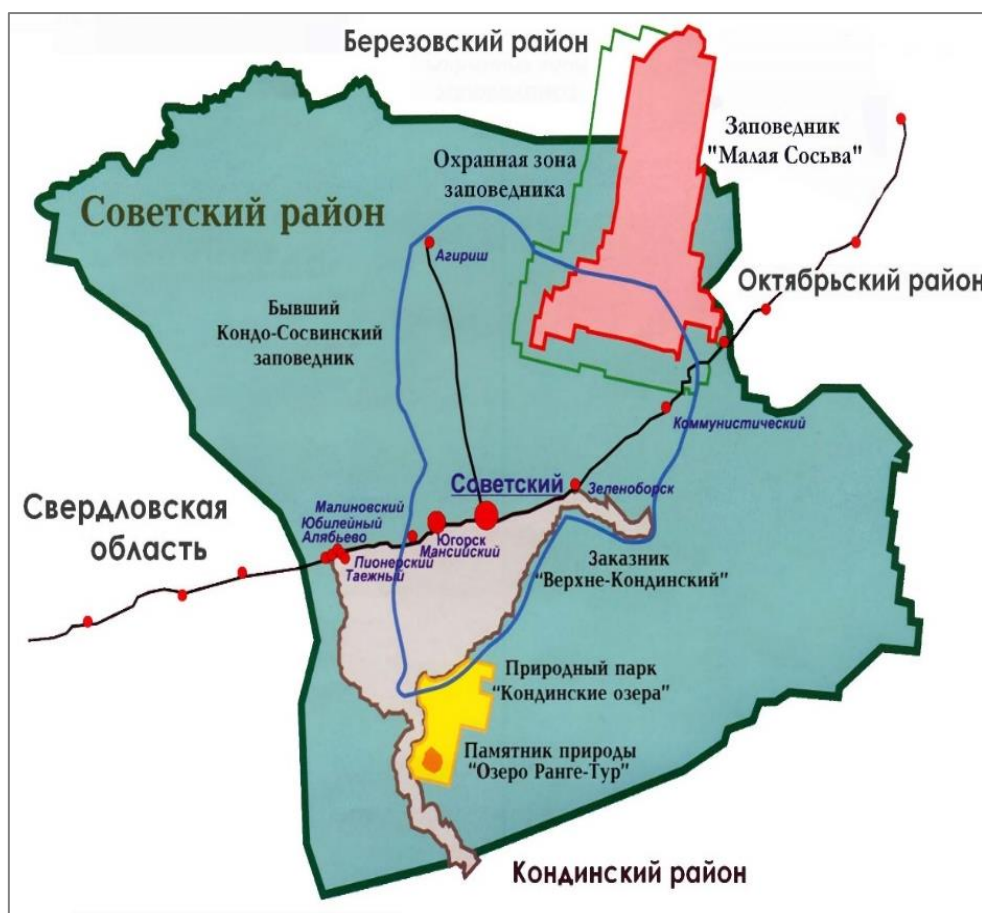 Березовский район
Заповедник
"Малая Сосьва"
Охранная зона
заповедника
Советский район
Агириш
Октябрьский район
Бывший
Кондо-Сосвинский
заповедник
Коммунистический
Советский
Зеленоборск
Свердловская
область
Малиновский
Юбилейный
Алябьево
Югорск
Мансийский
Пионерский
Таежный
Заказник
"Верхне-Кондинский"
Природный парк
"Кондинские озера"
Памятник природы
"Озеро Ранге-Тур"
Кондинский район